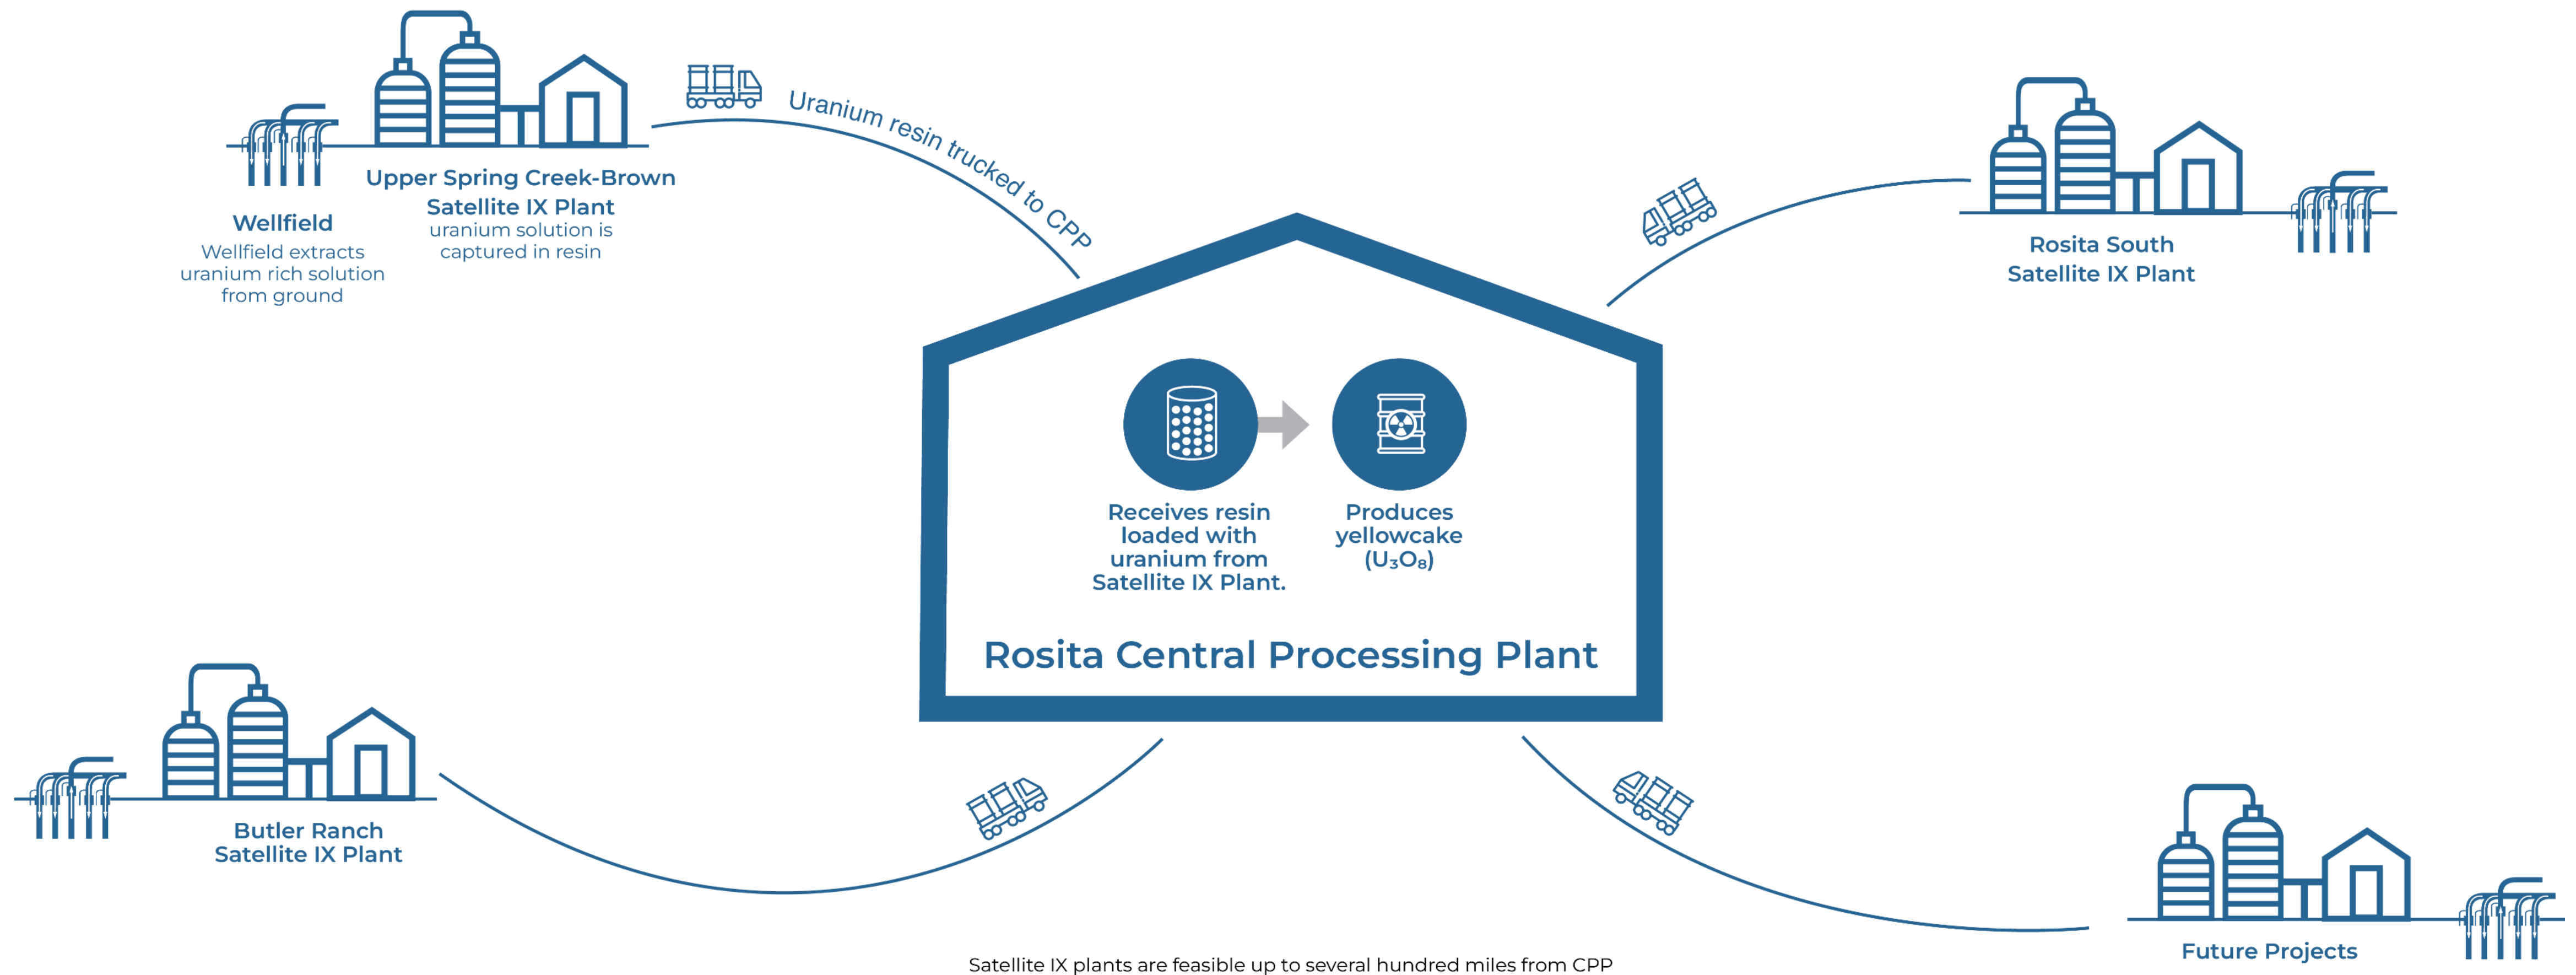 Uranium resin trucked to CPP
Upper Spring Creek-Brown
Satellite IX Plant
uranium solution is
captured in resin
Wellfield
Wellfield extracts
uranium rich solution
from ground
Rosita South
Satellite IX Plant
Receives resin
loaded with
uranium from
Satellite IX Plant.
Produces
yellowcake
(U₃O₈)
Rosita Central Processing Plant
Butler Ranch
Satellite IX Plant
Future Projects
Satellite IX plants are feasible up to several hundred miles from CPP